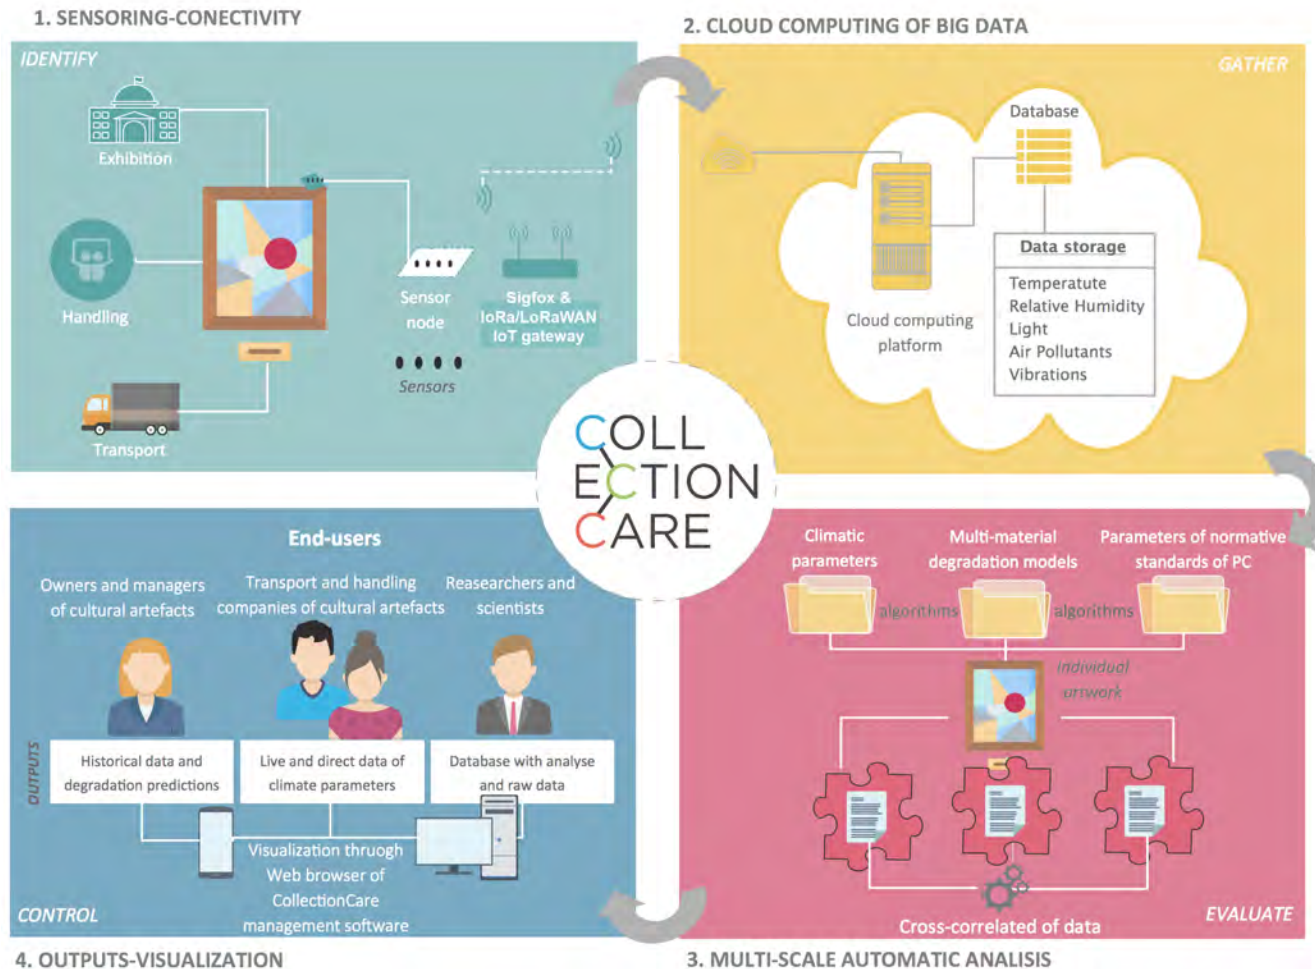 1. SENSORING-CONECTIVITY
IDENTIFY
Exhibition
Handling
Transport
Sensor
node
Sensors
Sigfox &
loRa/LoRaWAN
IoT gateway
2. CLOUD COMPUTING OF BIG DATA
GATHER
Database
Cloud computing
platform
Data storage
Temperatute
Relative Humidity
Light
Air Pollutants
Vibrations
COLL
ECTION
CARE
Climatic
parameters
Multi-material
degradation models
Parameters of normative
standards of PC
algorithms
algorithms
Individual
artwork
Cross-correlated of data
EVALUATE
3. MULTI-SCALE AUTOMATIC ANALISIS
End-users
Owners and managers
of cultural artefacts
Transport and handling
companies of cultural artefacts
Reasearchers and
scientists
OUTPUTS
Historical data and
degradation predictions
Live and direct data of
climate parameters
Database with analyse
and raw data
Visualization thruogh
Web browser of
CollectionCare
management software
CONTROL
4. OUTPUTS-VISUALIZATION